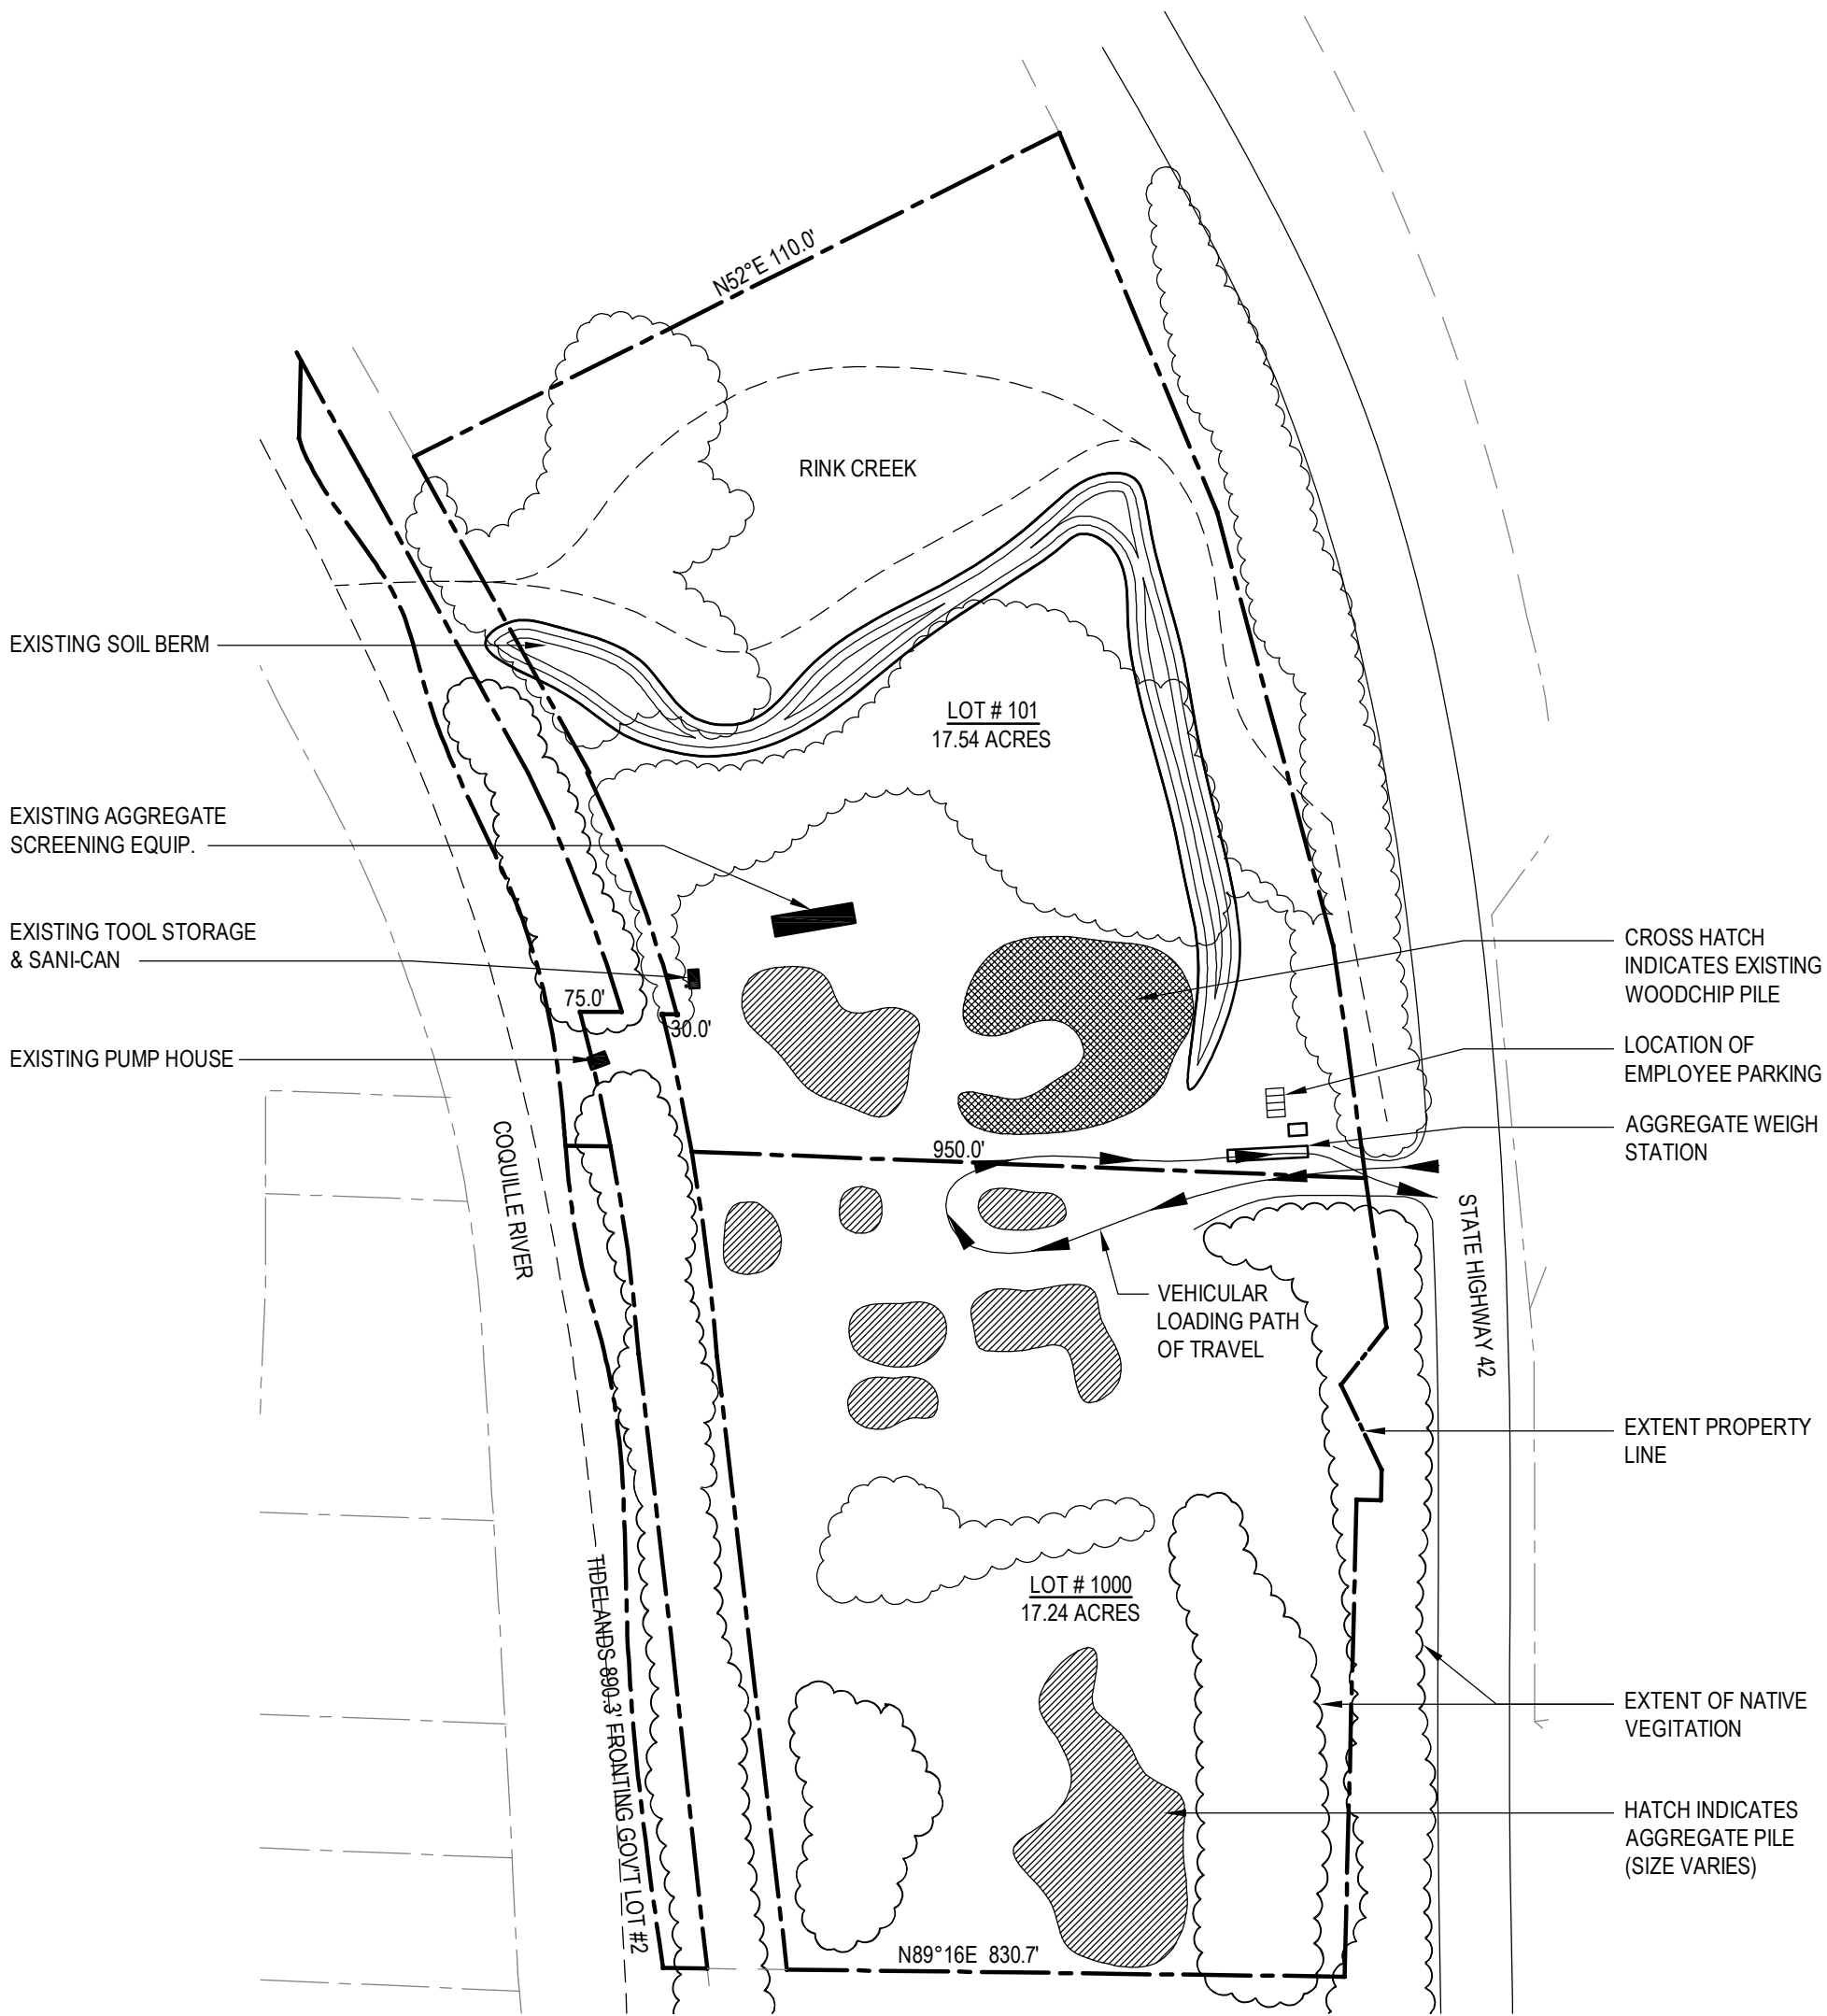 N52°E 110.0'
RINK CREEK
EXISTING SOIL BERM
LOT # 101
17.54 ACRES
EXISTING AGGREGATE
SCREENING EQUIP.
EXISTING TOOL STORAGE
& SANI-CAN
CROSS HATCH
INDICATES EXISTING
WOODCHIP PILE
75.0'
30.0'
EXISTING PUMP HOUSE
LOCATION OF
EMPLOYEE PARKING
AGGREGATE WEIGH
STATION
950.0'
COQUILLE RIVER
STATE HIGHWAY 42
VEHICULAR
LOADING PATH
OF TRAVEL
EXTENT PROPERTY
LINE
TIDELANDS 890.3' FRONTING GOV'T LOT #2
LOT # 1000
17.24 ACRES
EXTENT OF NATIVE
VEGITATION
HATCH INDICATES
AGGREGATE PILE
(SIZE VARIES)
N89°16E 830.7'